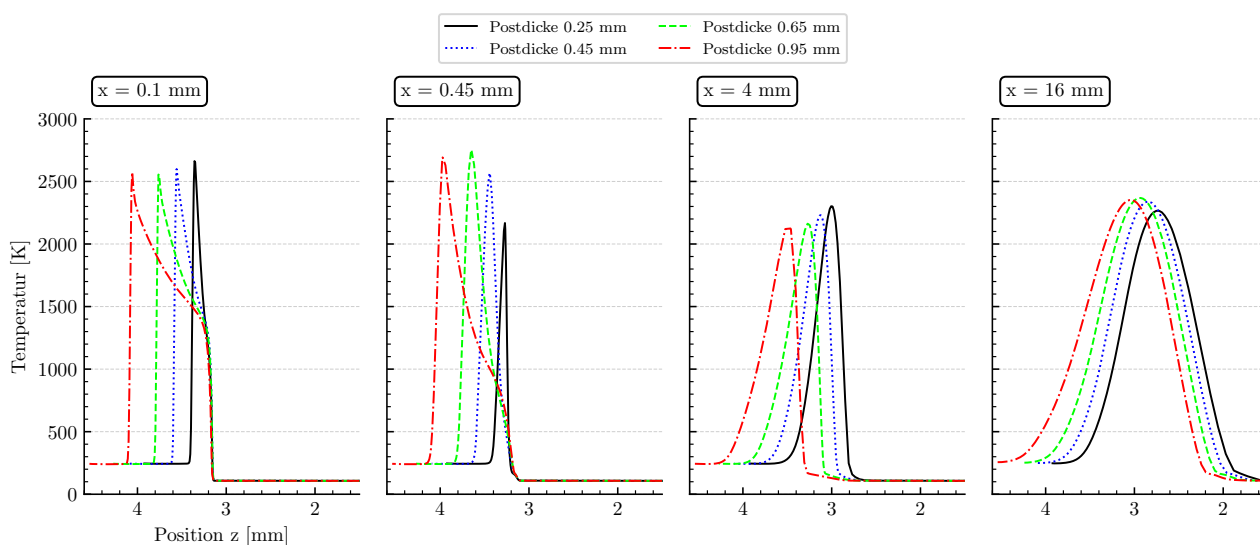 Postdicke 0.25 mm
Postdicke 0.45 mm
Postdicke 0.65 mm
Postdicke 0.95 mm
x = 0.1 mm
x = 0.45 mm
x = 4 mm
x = 16 mm
Temperatur [K]
3000
2500
2000
1500
1000
500
0
4 3 2
4 3 2
4 3 2
4 3 2
Position z [mm]